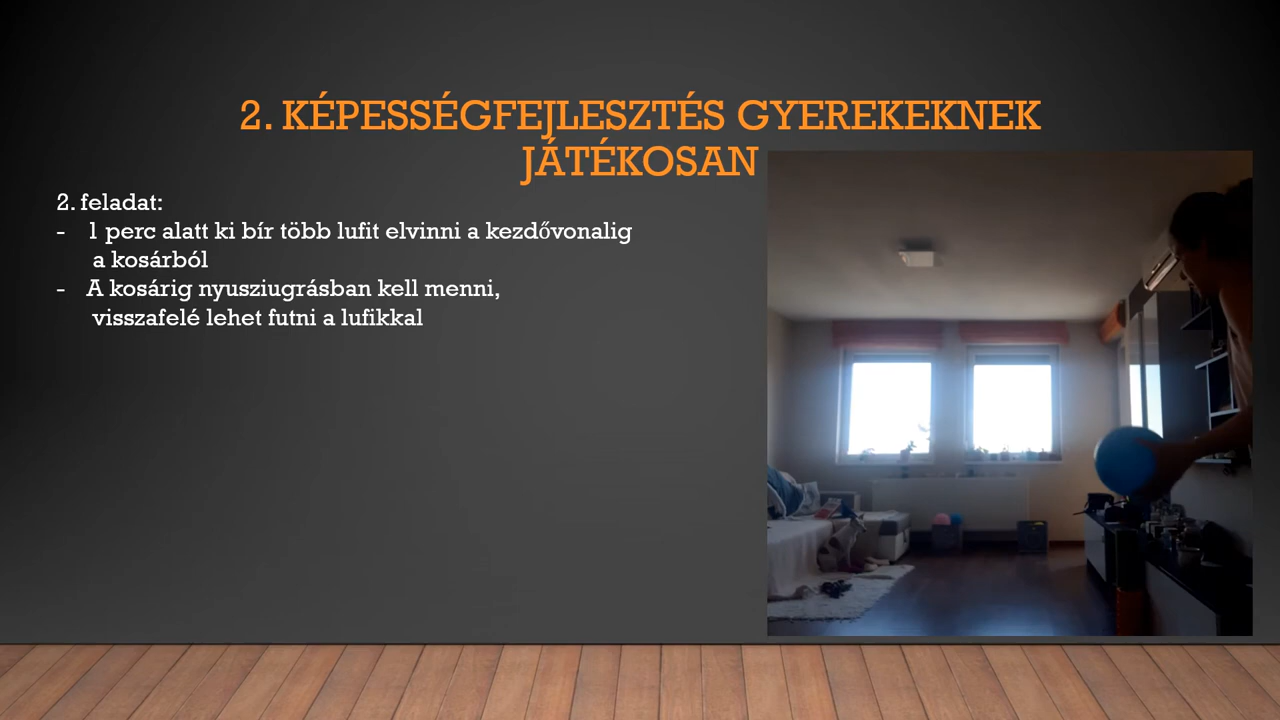 2. KÉPESSÉGFEJLESZTÉS GYEREKEKNEK
JÁTÉKOSAN
2. feladat:
- 1 perc alatt ki bír több lufit elvinni a kezdővonalig
a kosárból
- A kosárig nyusziugrásban kell menni,
visszafelé lehet futni a lufikkal